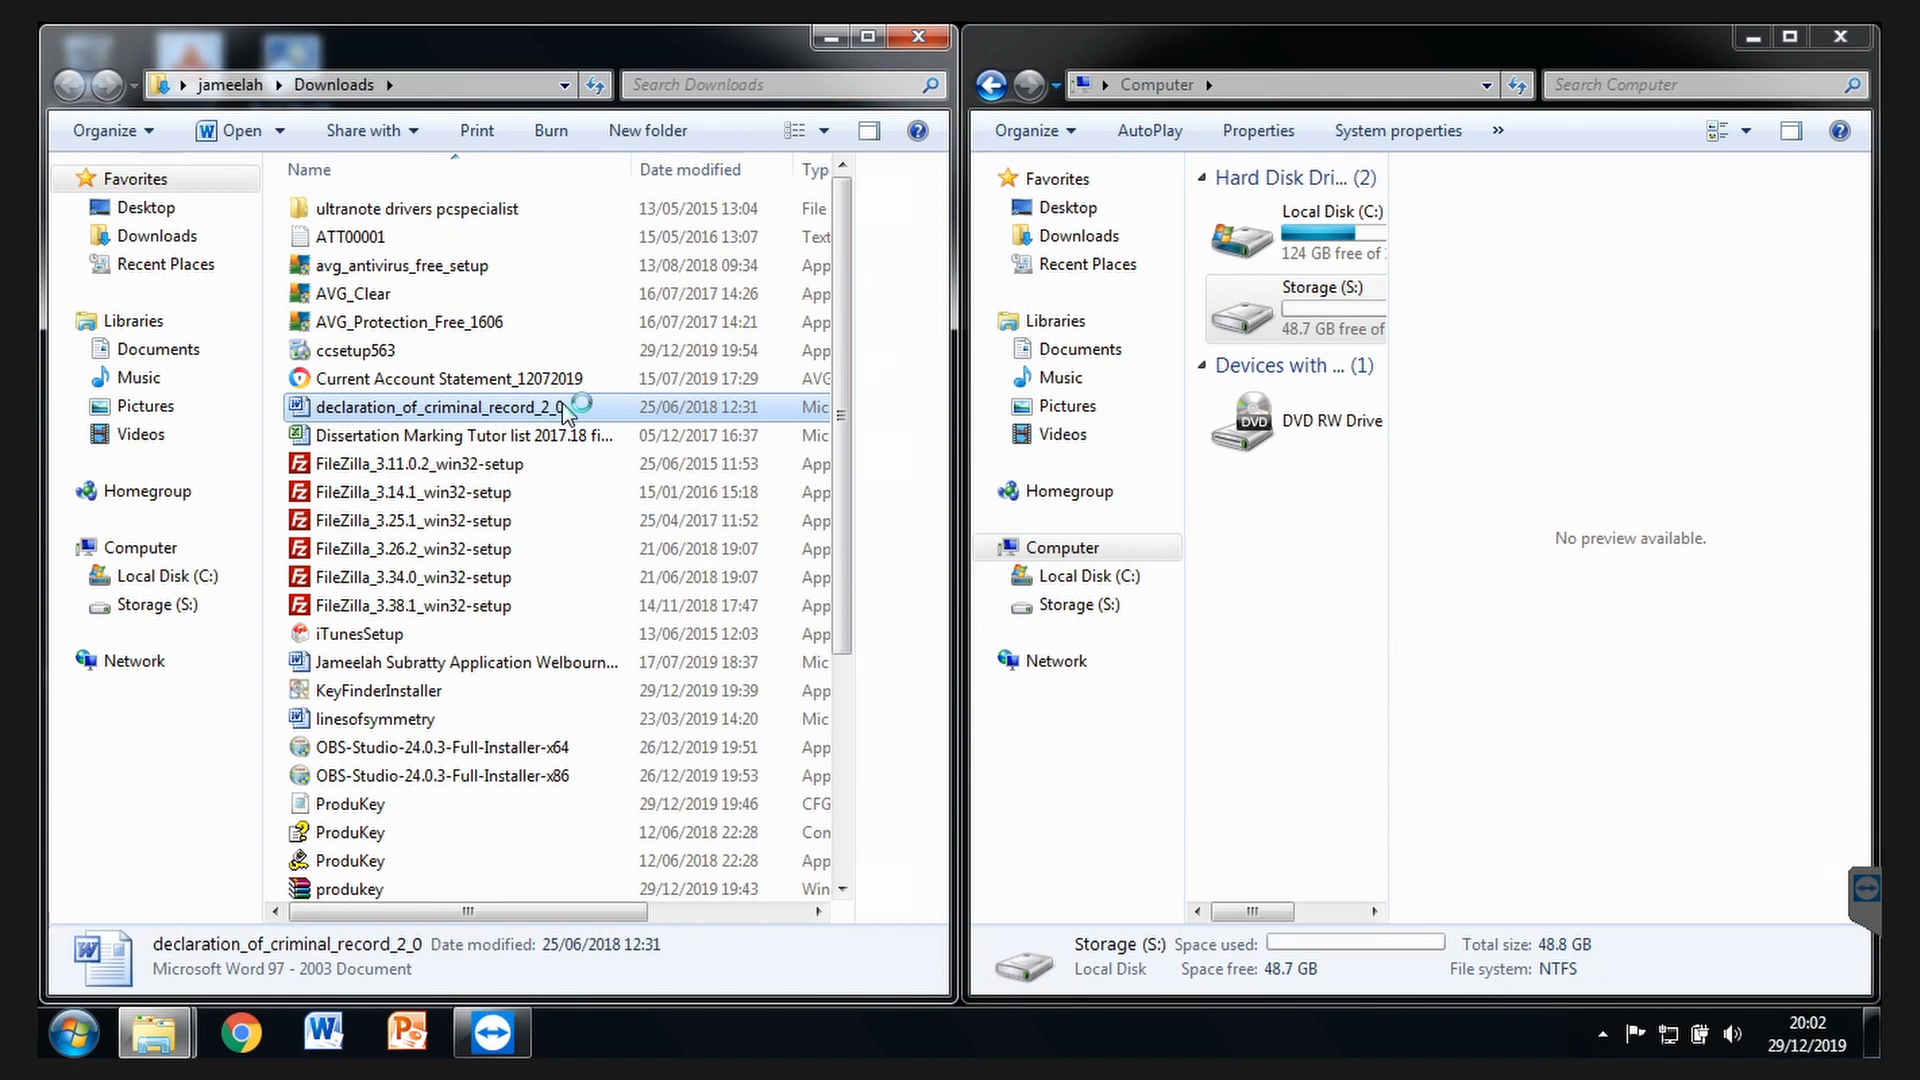 jameelah Downloads
Search Downloads
Organize Open Share with Print Burn New folder
Favorites
Desktop
Downloads
Recent Places
Libraries
Documents
Music
Pictures
Videos
Homegroup
Computer
Local Disk (C:)
Storage (S:)
Network
Name Date modified Typ
ultranote drivers pcspecialist 13/05/2015 13:04 File
ATT00001 15/05/2016 13:07 Text
avg_antivirus_free_setup 13/08/2018 09:34 App
AVG_Clear 16/07/2017 14:26 App
AVG_Protection_Free_1606 16/07/2017 14:21 App
ccsetup563 29/12/2019 19:54 App
Current Account Statement_12072019 15/07/2019 17:29 AVG
declaration_of_criminal_record_2_0 25/06/2018 12:31 Mic
Dissertation Marking Tutor list 2017.18 fi... 05/12/2017 16:37 Mic
FileZilla_3.11.0.2_win32-setup 25/06/2015 11:53 App
FileZilla_3.14.1_win32-setup 15/01/2016 15:18 App
FileZilla_3.25.1_win32-setup 25/04/2017 11:52 App
FileZilla_3.26.2_win32-setup 21/06/2018 19:07 App
FileZilla_3.34.0_win32-setup 21/06/2018 19:07 App
FileZilla_3.38.1_win32-setup 14/11/2018 17:47 App
iTunesSetup 13/06/2015 12:03 App
Jameelah Subratty Application Welbourn... 17/07/2019 18:37 Mic
KeyFinderInstaller 29/12/2019 19:39 App
linesofsymmetry 23/03/2019 14:20 Mic
OBS-Studio-24.0.3-Full-Installer-x64 26/12/2019 19:51 App
OBS-Studio-24.0.3-Full-Installer-x86 26/12/2019 19:53 App
ProduKey 29/12/2019 19:46 CFG
ProduKey 12/06/2018 22:28 Con
ProduKey 12/06/2018 22:28 App
produkey 29/12/2019 19:43 Win
declaration_of_criminal_record_2_0 Date modified: 25/06/2018 12:31
Microsoft Word 97 - 2003 Document
Computer
Search Computer
Organize AutoPlay Properties System properties »
Favorites
Desktop
Downloads
Recent Places
Libraries
Documents
Music
Pictures
Videos
Homegroup
Computer
Local Disk (C:)
Storage (S:)
Network
Hard Disk Dri... (2)
Local Disk (C:)
124 GB free of
Storage (S:)
48.7 GB free of
Devices with ... (1)
DVD
DVD RW Drive
No preview available.
Storage (S:) Space used: Total size: 48.8 GB
Local Disk Space free: 48.7 GB File system: NTFS
20:02
29/12/2019